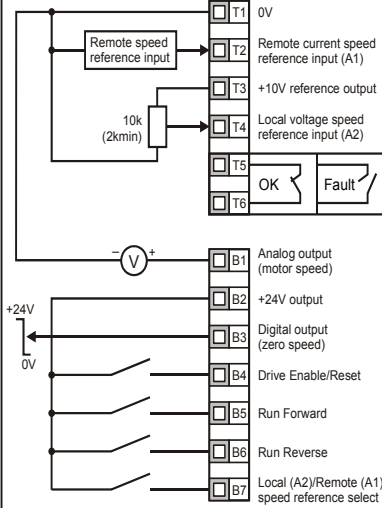 T1 0V
Remote speed
reference input
T2 Remote current speed
reference input (A1)
T3 +10V reference output
10k
(2kmin)
T4 Local voltage speed
reference input (A2)
T5
OK
Fault
T6
− V +
B1 Analog output
(motor speed)
B2 +24V output
+24V
0V
B3 Digital output
(zero speed)
B4 Drive Enable/Reset
B5 Run Forward
B6 Run Reverse
B7 Local (A2)/Remote (A1)
speed reference select